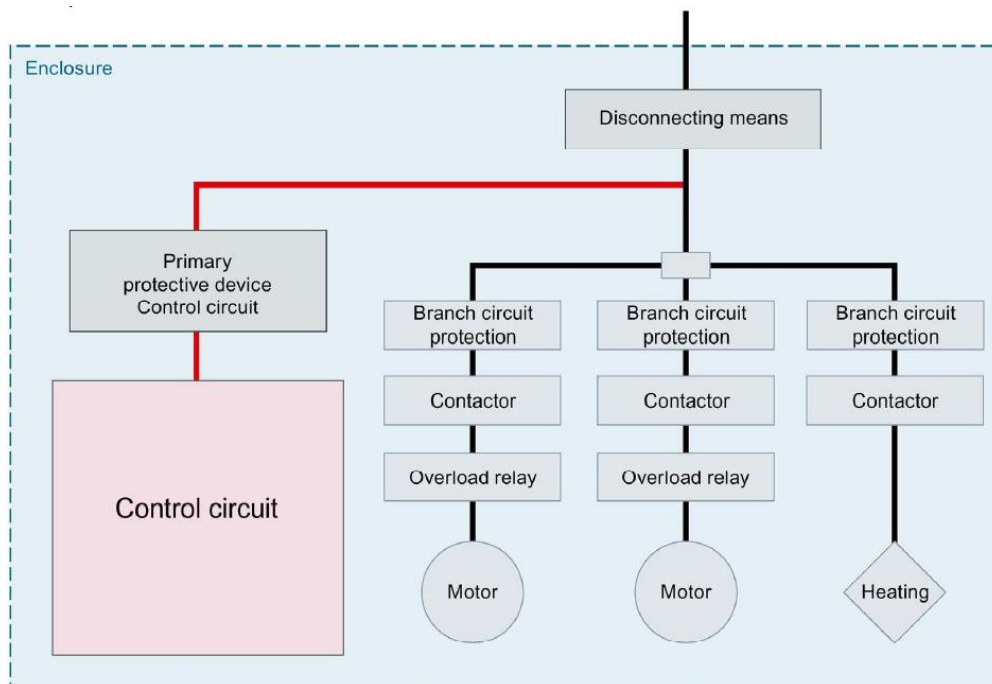 Enclosure
Disconnecting means
Primary
protective device
Control circuit
Branch circuit
protection
Branch circuit
protection
Branch circuit
protection
Contactor
Contactor
Contactor
Control circuit
Overload relay
Overload relay
Motor
Motor
Heating